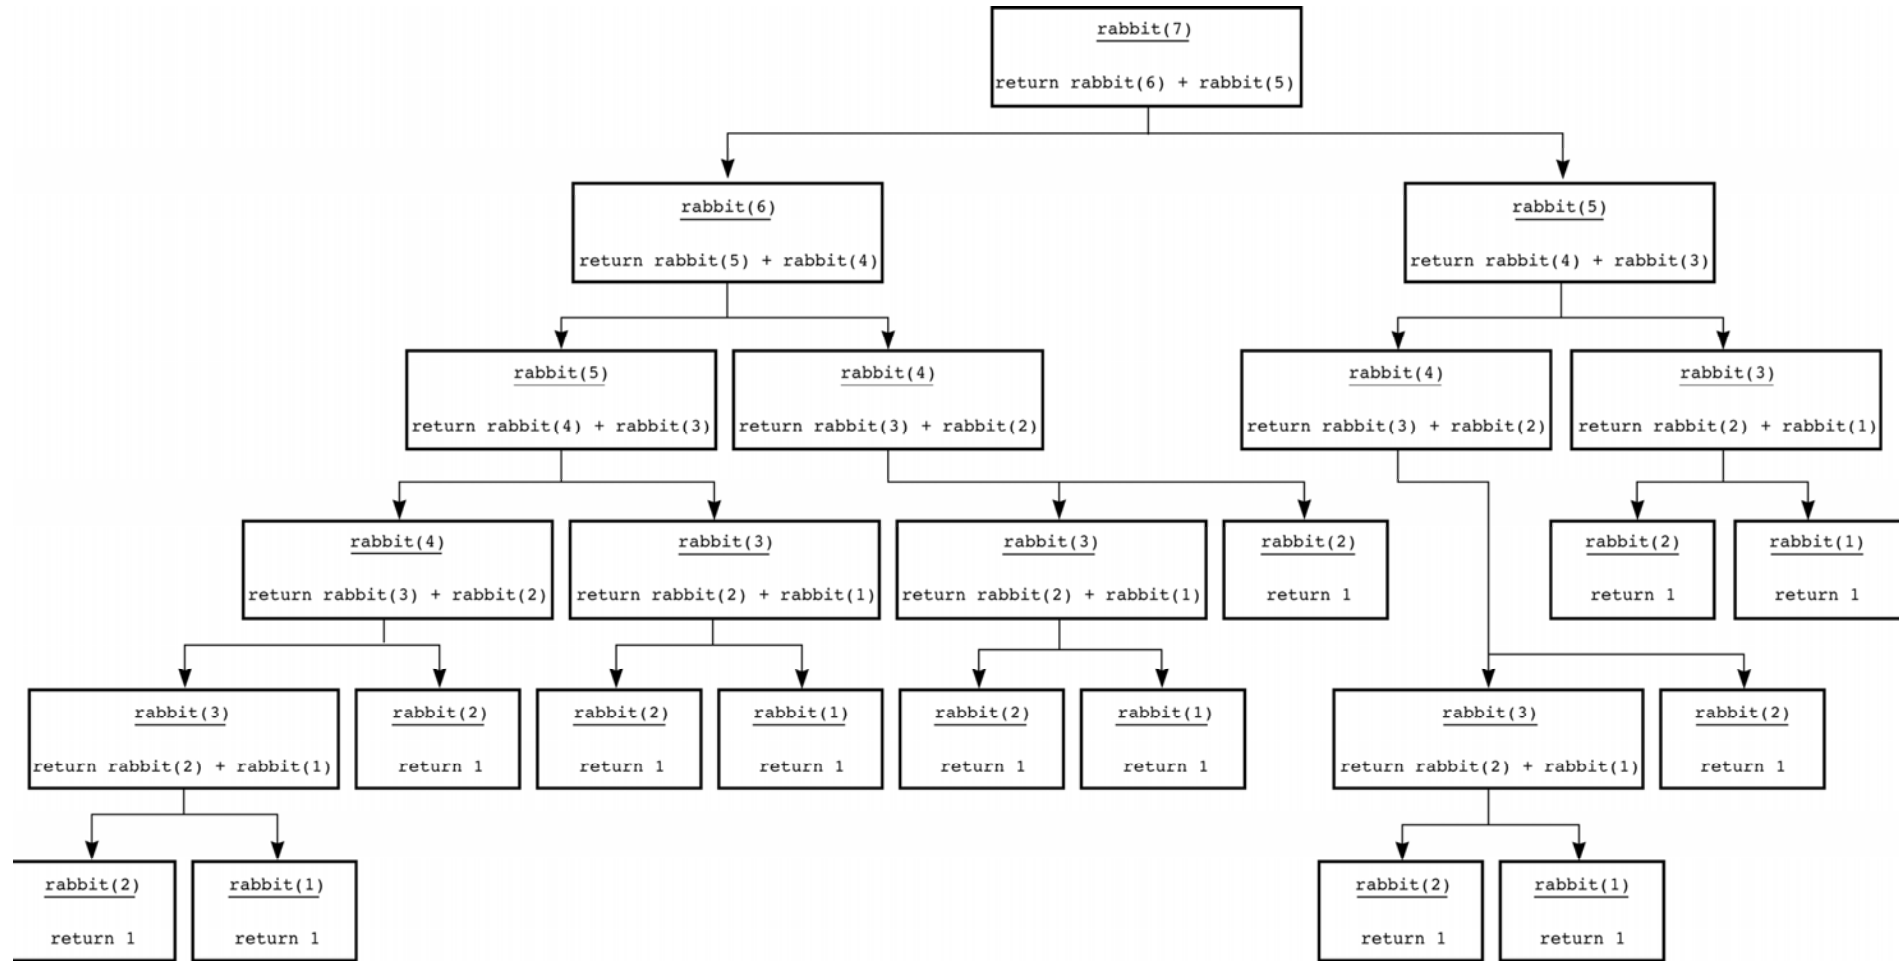 rabbit(7)
return rabbit(6) + rabbit(5)
rabbit(6)
return rabbit(5) + rabbit(4)
rabbit(5)
return rabbit(4) + rabbit(3)
rabbit(5)
return rabbit(4) + rabbit(3)
rabbit(4)
return rabbit(3) + rabbit(2)
rabbit(4)
return rabbit(3) + rabbit(2)
rabbit(3)
return rabbit(2) + rabbit(1)
rabbit(4)
return rabbit(3) + rabbit(2)
rabbit(3)
return rabbit(2) + rabbit(1)
rabbit(3)
return rabbit(2) + rabbit(1)
rabbit(2)
return 1
rabbit(2)
return 1
rabbit(1)
return 1
rabbit(3)
return rabbit(2) + rabbit(1)
rabbit(2)
return 1
rabbit(2)
return 1
rabbit(1)
return 1
rabbit(2)
return 1
rabbit(1)
return 1
rabbit(3)
return rabbit(2) + rabbit(1)
rabbit(2)
return 1
rabbit(2)
return 1
rabbit(1)
return 1
rabbit(2)
return 1
rabbit(1)
return 1